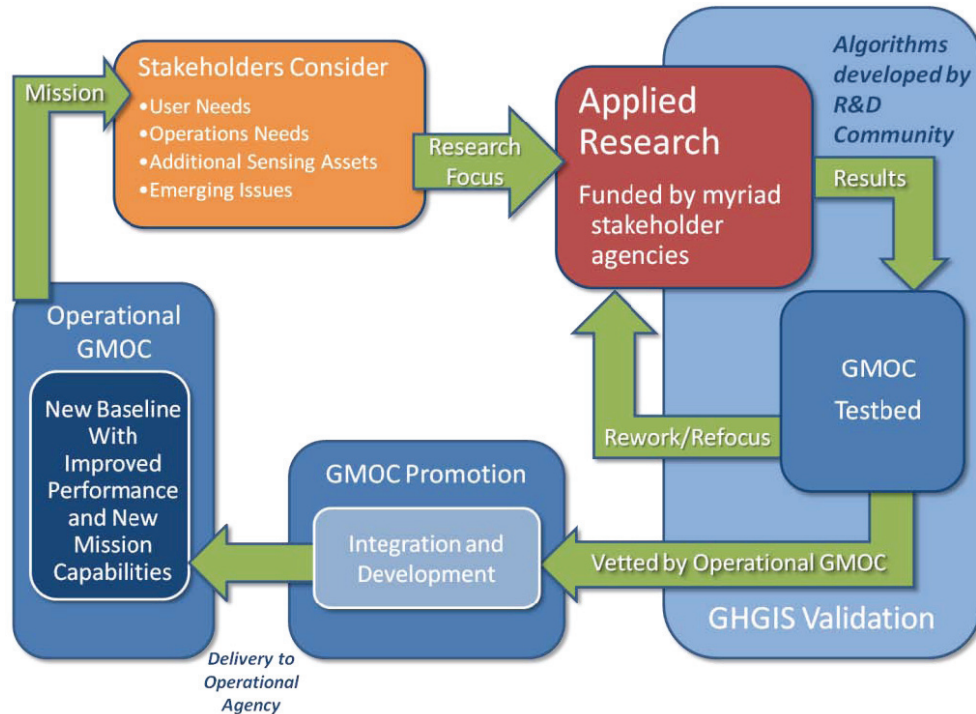 Mission
Stakeholders Consider
•User Needs
•Operations Needs
•Additional Sensing Assets
•Emerging Issues
Research
Focus
Applied
Research
Funded by myriad
stakeholder
agencies
Algorithms
developed by
R&D
Community
Results
GMOC
Testbed
Rework/Refocus
Vetted by Operational GMOC
GHGIS Validation
GMOC Promotion
Integration and
Development
Delivery to
Operational
Agency
Operational
GMOC
New Baseline
With
Improved
Performance
and New
Mission
Capabilities